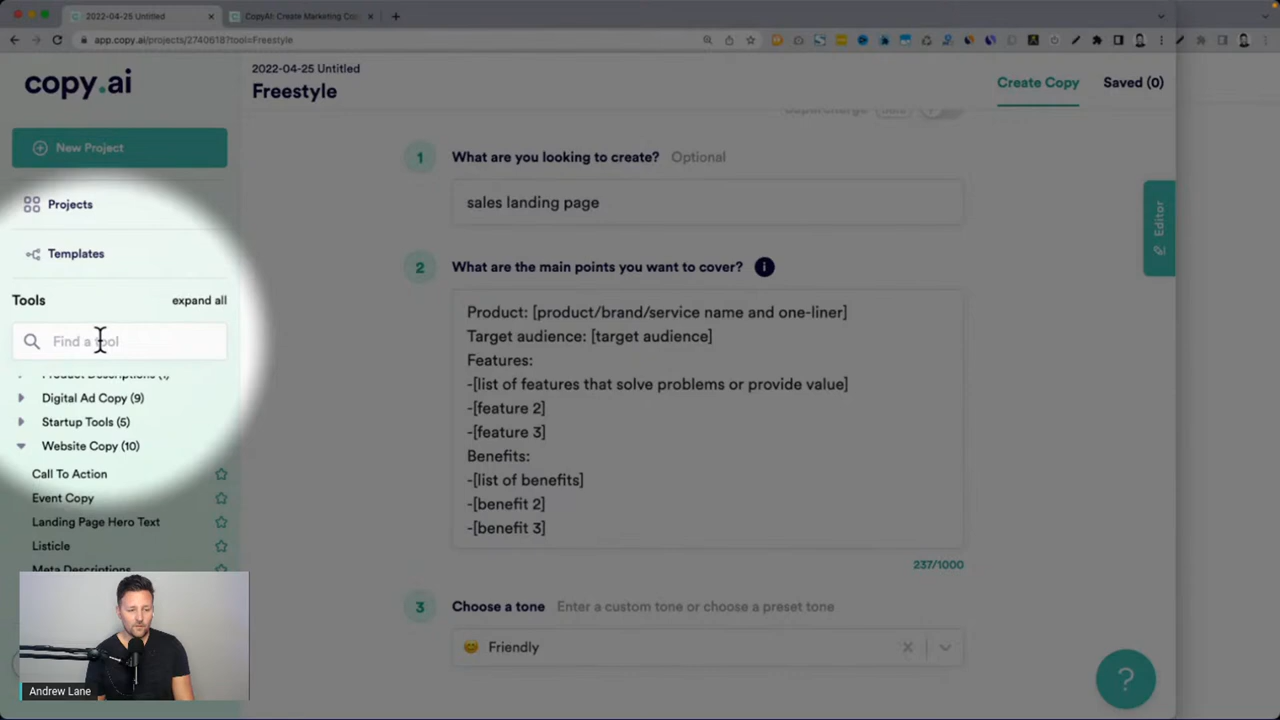 2022-04-25 Untitled
CopyAI: Create Marketing Co
app.copy.ai/projects/2740618?tool=Freestyle
copy.ai
New Project
Projects
Templates
Tools
expand all
Find a tool
Product Descriptions
Digital Ad Copy (9)
Startup Tools (5)
Website Copy (10)
Call To Action
Event Copy
Landing Page Hero Text
Listicle
Meta Descriptions
Andrew Lane
2022-04-25 Untitled
Freestyle
Create Copy
Saved (0)
1
What are you looking to create? Optional
sales landing page
2
What are the main points you want to cover? i
Product: [product/brand/service name and one-liner]
Target audience: [target audience]
Features:
-[list of features that solve problems or provide value]
-[feature 2]
-[feature 3]
Benefits:
-[list of benefits]
-[benefit 2]
-[benefit 3]
237/1000
3
Choose a tone Enter a custom tone or choose a preset tone
Friendly
Editor
?